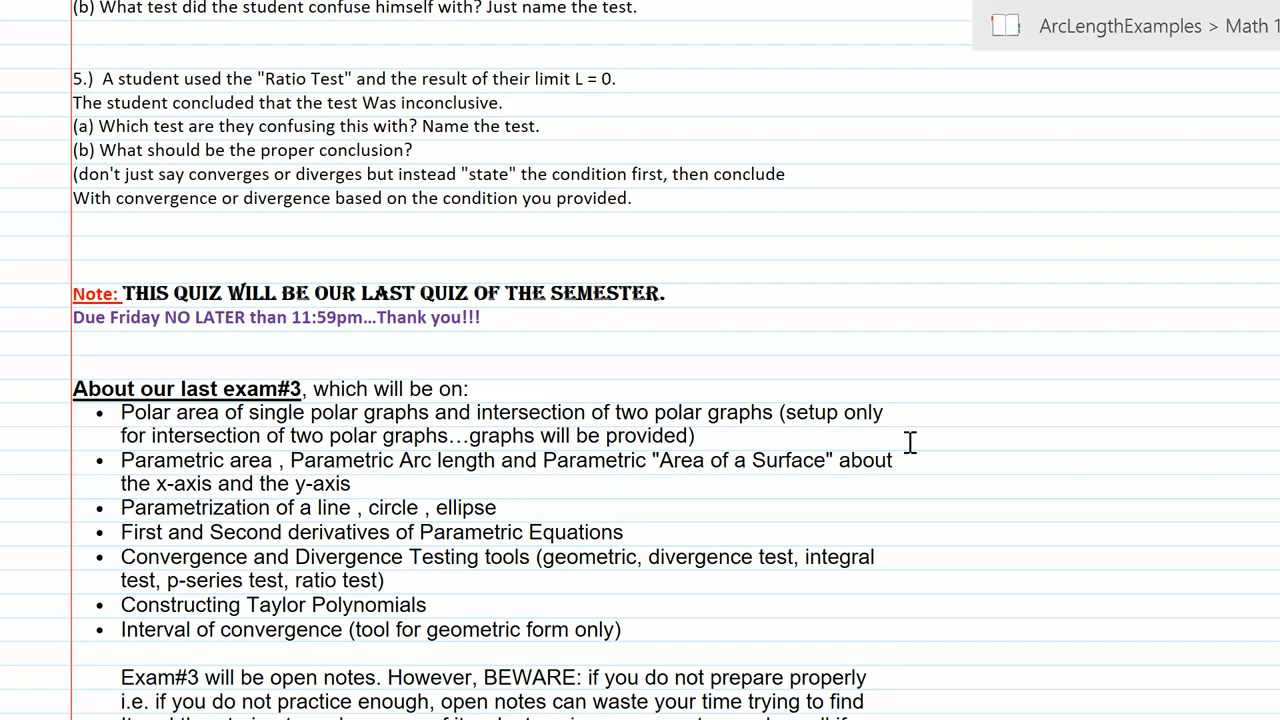 (b) What test did the student confuse himself with? Just name the test.
ArcLengthExamples > Math 1
5.) A student used the "Ratio Test" and the result of their limit L = 0.
The student concluded that the test Was inconclusive.
(a) Which test are they confusing this with? Name the test.
(b) What should be the proper conclusion?
(don't just say converges or diverges but instead "state" the condition first, then conclude
With convergence or divergence based on the condition you provided.
Note: THIS QUIZ WILL BE OUR LAST QUIZ OF THE SEMESTER.
Due Friday NO LATER than 11:59pm…Thank you!!!
About our last exam#3, which will be on:
• Polar area of single polar graphs and intersection of two polar graphs (setup only
for intersection of two polar graphs…graphs will be provided)
• Parametric area , Parametric Arc length and Parametric "Area of a Surface" about
the x-axis and the y-axis
• Parametrization of a line , circle , ellipse
• First and Second derivatives of Parametric Equations
• Convergence and Divergence Testing tools (geometric, divergence test, integral
test, p-series test, ratio test)
• Constructing Taylor Polynomials
• Interval of convergence (tool for geometric form only)
Exam#3 will be open notes. However, BEWARE: if you do not prepare properly
i.e. if you do not practice enough, open notes can waste your time trying to find